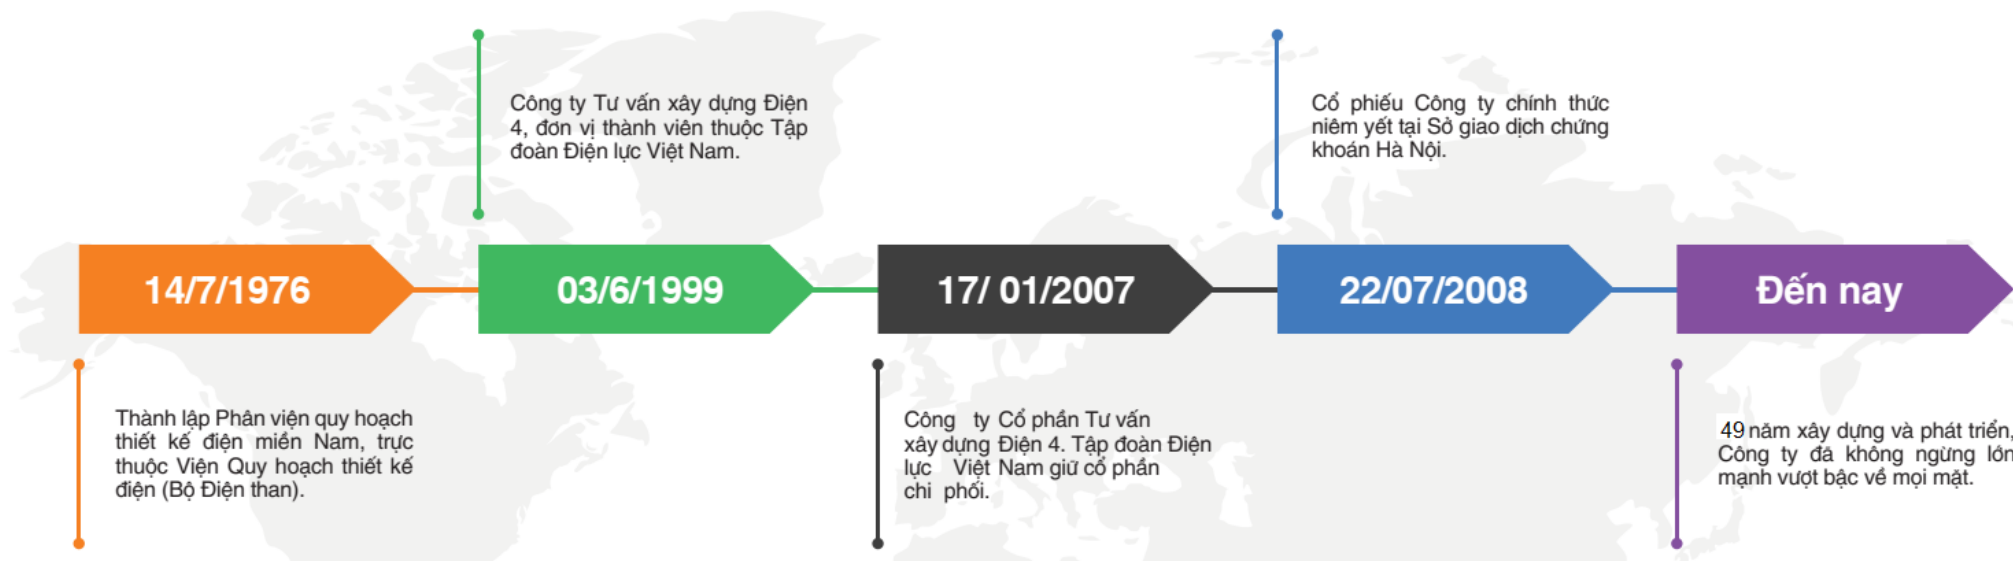 Công ty Tư vấn xây dựng Điện
4, đơn vị thành viên thuộc Tập
đoàn Điện lực Việt Nam.
Cổ phiếu Công ty chính thức
niêm yết tại Sở giao dịch chứng
khoán Hà Nội.
14/7/1976
03/6/1999
17/ 01/2007
22/07/2008
Đến nay
Thành lập Phân viện quy hoạch
thiết kế điện miền Nam, trực
thuộc Viện Quy hoạch thiết kế
điện (Bộ Điện than).
Công ty Cổ phần Tư vấn
xây dựng Điện 4. Tập đoàn Điện
lực Việt Nam giữ cổ phần
chi phối.
49 năm xây dựng và phát triển,
Công ty đã không ngừng lớn
mạnh vượt bậc về mọi mặt.